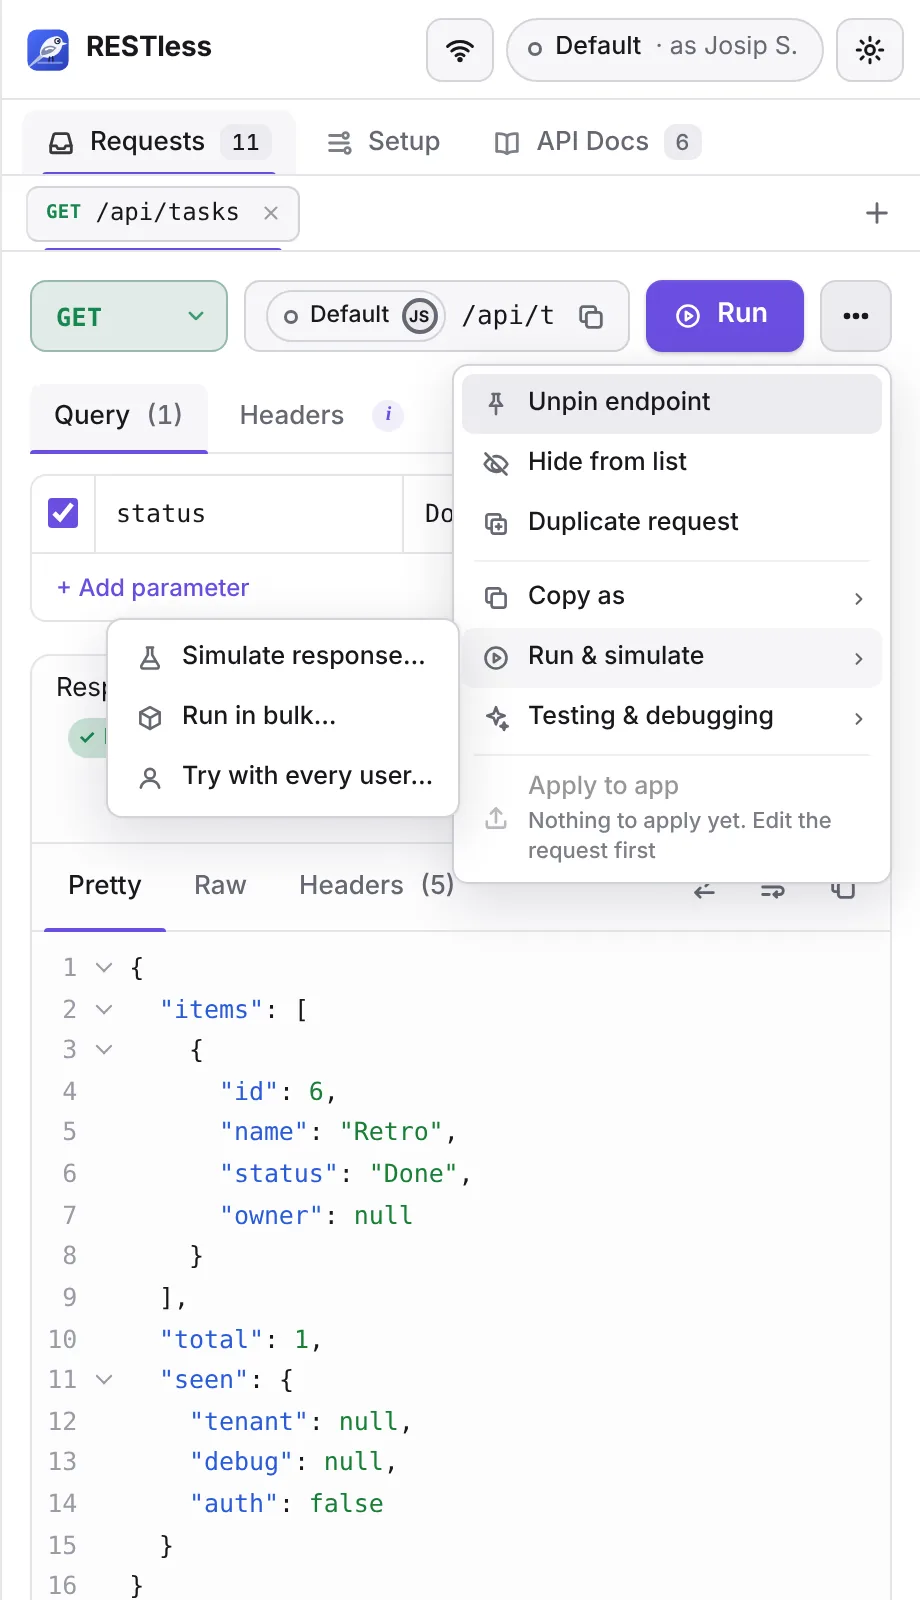 RESTless
Default · as Josip S.
Requests 11
Setup
API Docs 6
GET /api/tasks
GET
Default JS /api/t
Run
Query (1)
Headers i
Unpin endpoint
Hide from list
Duplicate request
Copy as
Run & simulate
Testing & debugging
Apply to app
Nothing to apply yet. Edit the
request first
status
+ Add parameter
Simulate response...
Run in bulk...
Try with every user...
Pretty
Raw
Headers (5)
1 {
2 "items": [
3 {
4 "id": 6,
5 "name": "Retro",
6 "status": "Done",
7 "owner": null
8 }
9 ],
10 "total": 1,
11 "seen": {
12 "tenant": null,
13 "debug": null,
14 "auth": false
15 }
16 }